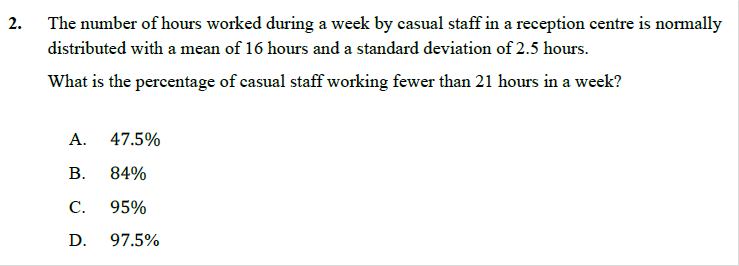 2. The number of hours worked during a week by casual staff in a reception centre is normally
distributed with a mean of 16 hours and a standard deviation of 2.5 hours.
What is the percentage of casual staff working fewer than 21 hours in a week?
A. 47.5%
B. 84%
C. 95%
D. 97.5%